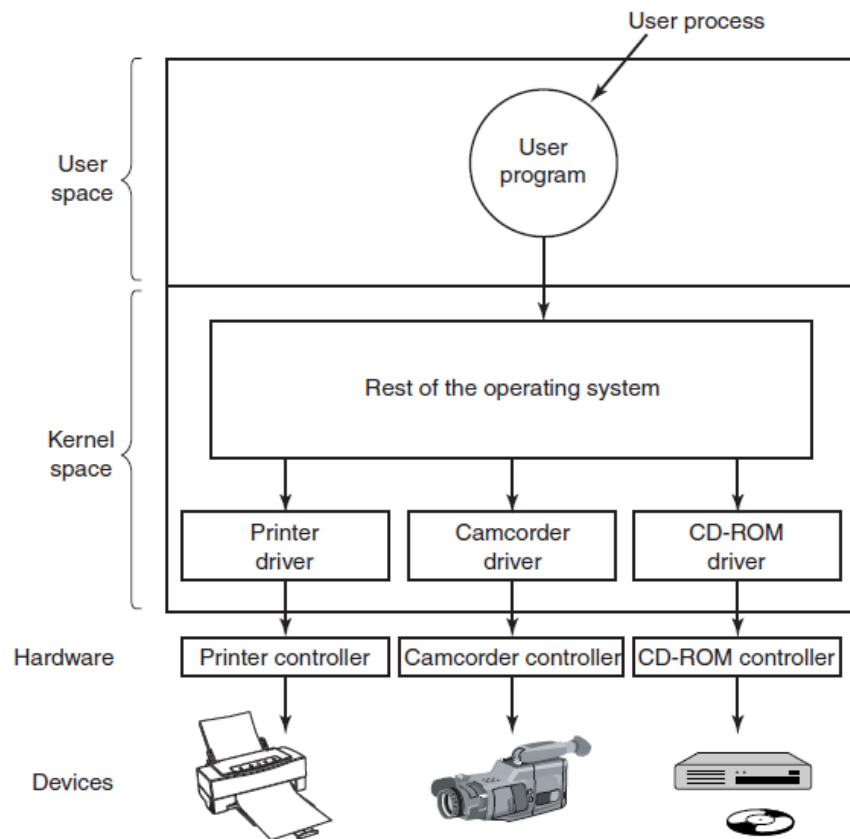 User process
User
space
User
program
Rest of the operating system
Kernel
space
Printer
driver
Camcorder
driver
CD-ROM
driver
Hardware
Printer controller
Camcorder controller
CD-ROM controller
Devices